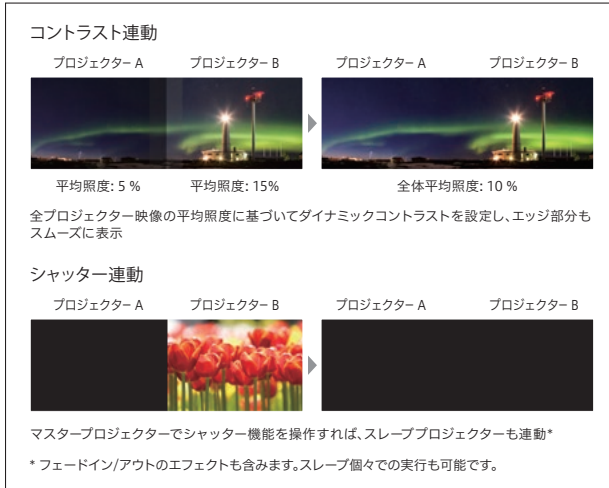 コントラスト連動
プロジェクター A プロジェクター B プロジェクター A プロジェクター B
平均照度: 5 % 平均照度: 15% 全体平均照度: 10 %
全プロジェクター映像の平均照度に基づいてダイナミックコントラストを設定し、エッジ部分も
スムーズに表示
シャッター連動
プロジェクター A プロジェクター B プロジェクター A プロジェクター B
マスタープロジェクターでシャッター機能を操作すれば、スレーブプロジェクターも連動*
* フェードイン/アウトのエフェクトも含みます。スレーブ個々での実行も可能です。